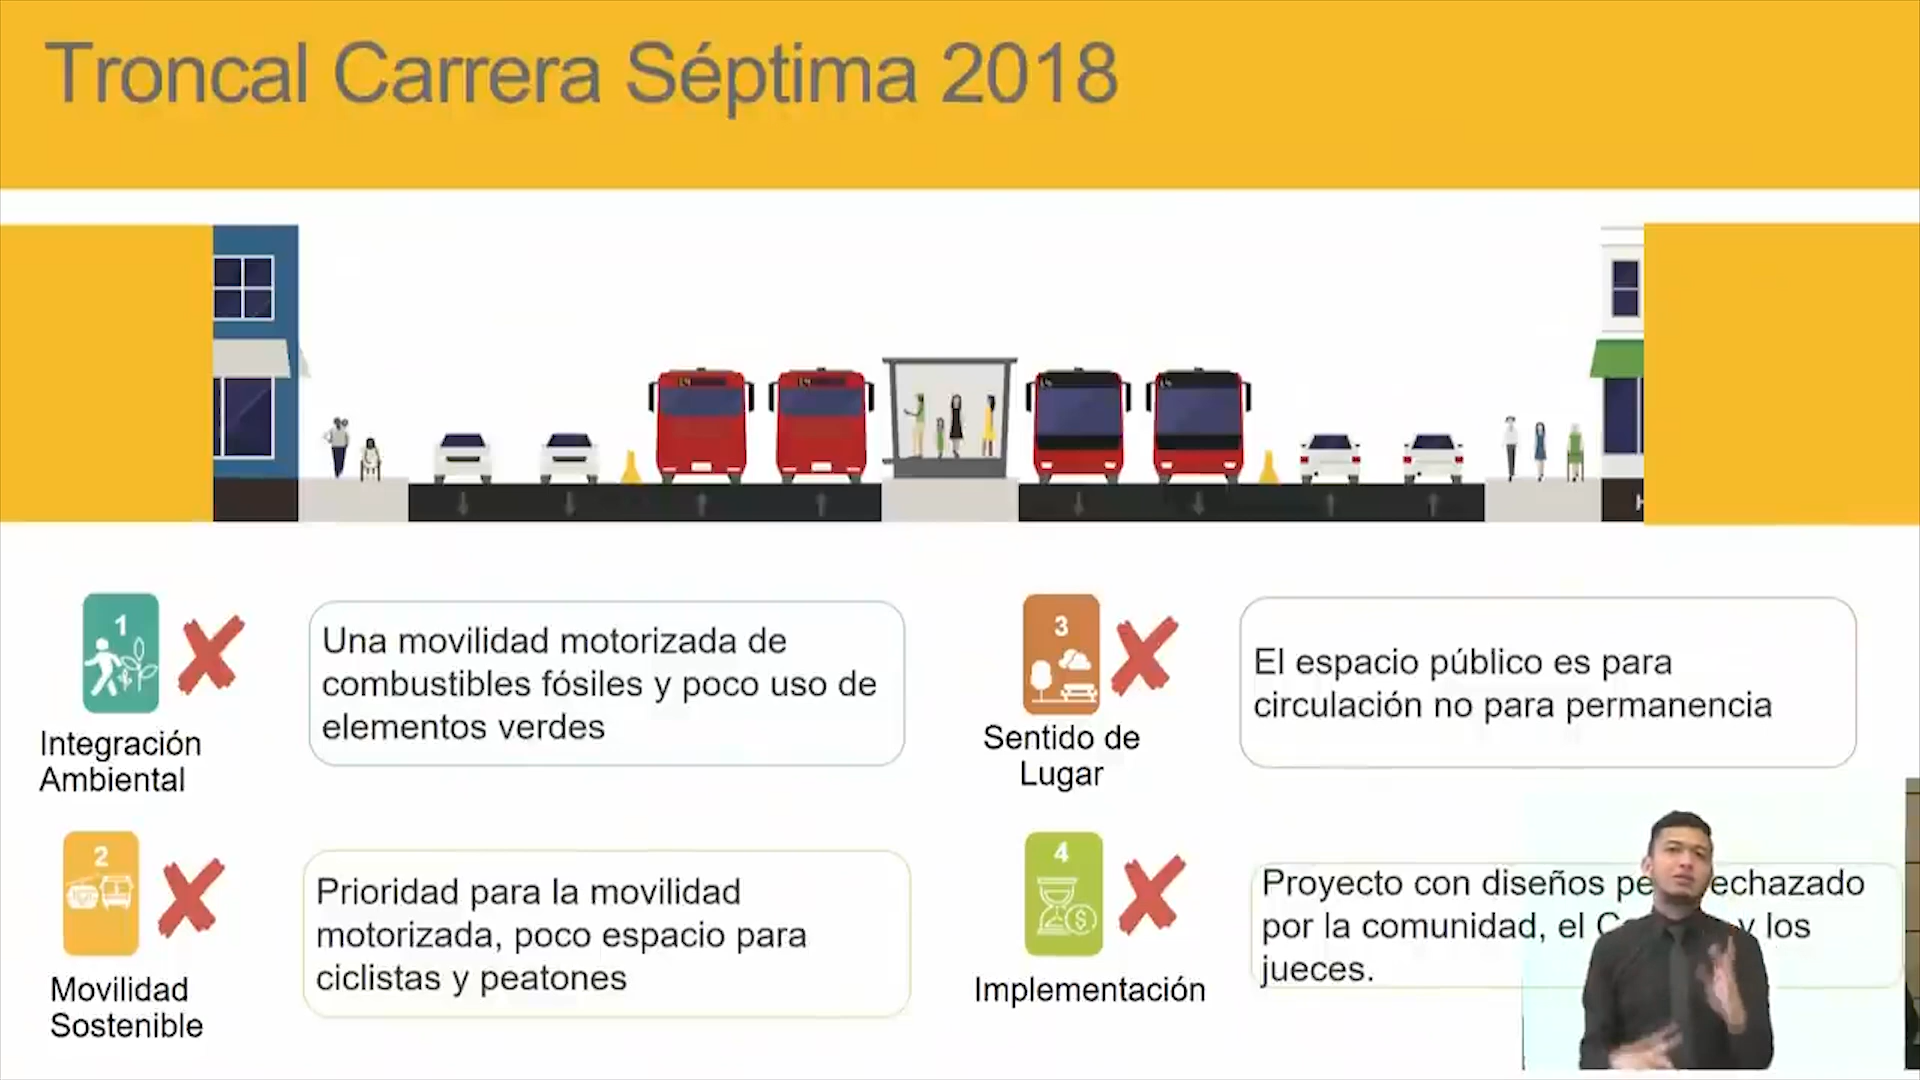 Troncal Carrera Séptima 2018
1
Integración
Ambiental
Una movilidad motorizada de
combustibles fósiles y poco uso de
elementos verdes
2
Movilidad
Sostenible
Prioridad para la movilidad
motorizada, poco espacio para
ciclistas y peatones
3
Sentido de
Lugar
El espacio público es para
circulación no para permanencia
4
$
Implementación
Proyecto con diseños
por la comunidad, el y los
jueces.